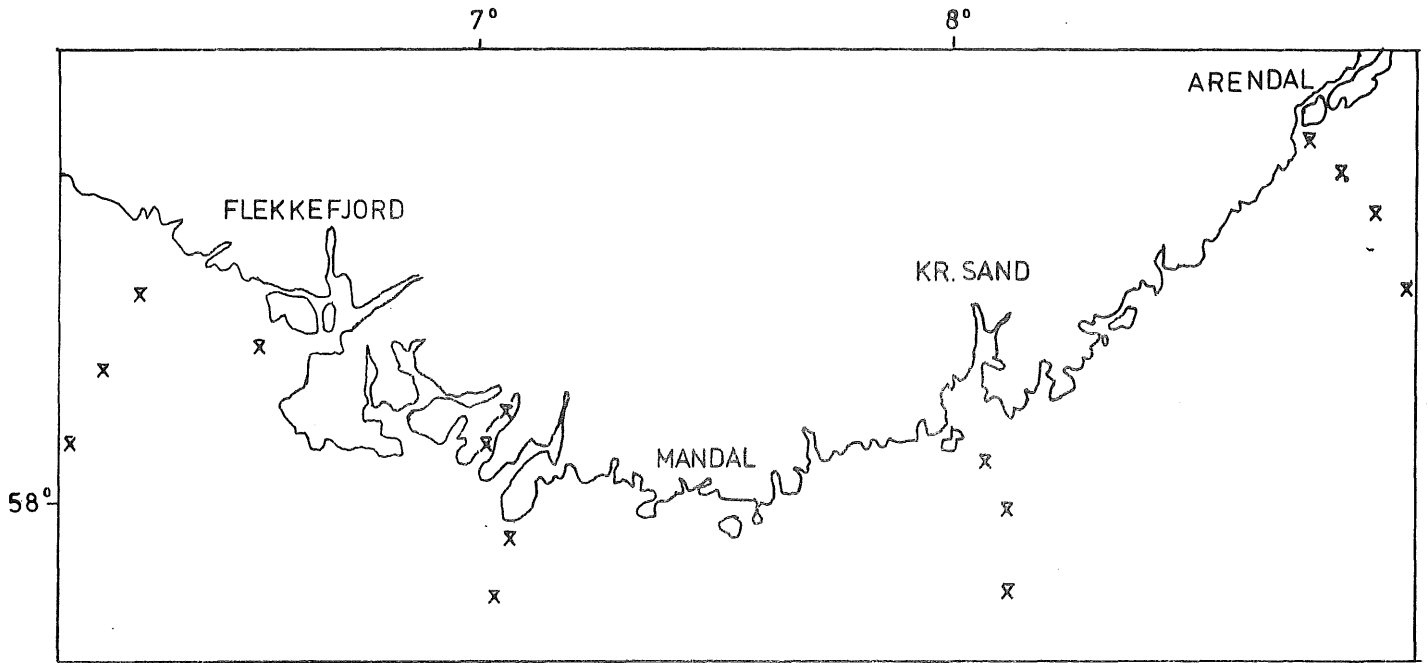 7° 8°
ARENDAL
FLEKKEFJORD
KR. SAND
MANDAL
58°